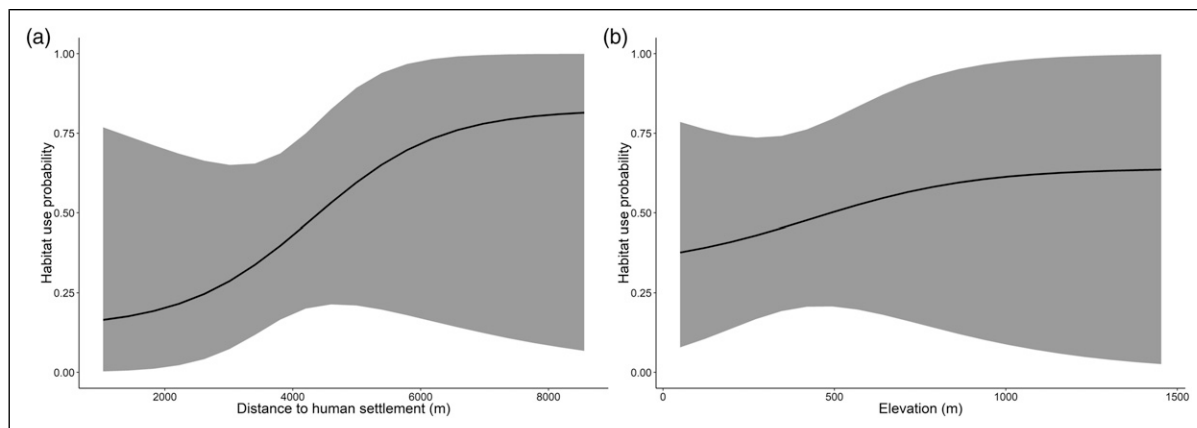 (a)
Habitat use probability
1.00
0.75
0.50
0.25
0.00
2000 4000 6000 8000
Distance to human settlement (m)
(b)
Habitat use probability
1.00
0.75
0.50
0.25
0.00
0 500 1000 1500
Elevation (m)